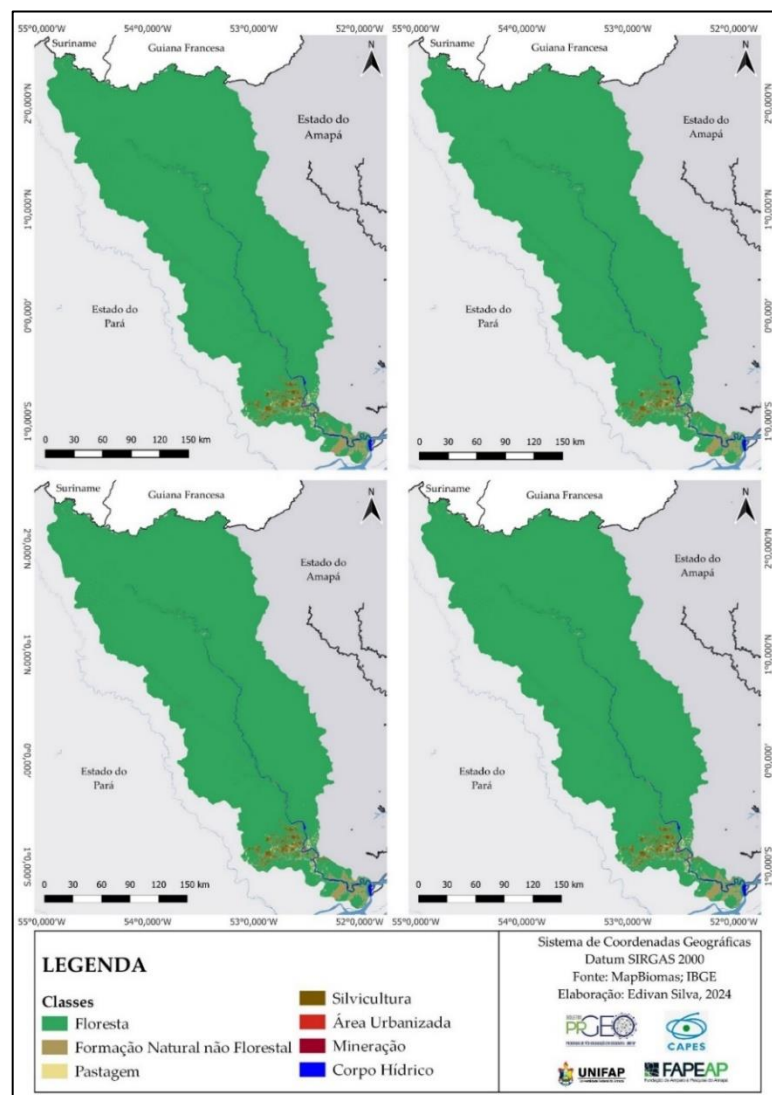 55°0,000' 54°0,000' 53°0,000' 52°0,000'
55°0,000' 54°0,000' 53°0,000' 52°0,000'
Suriname
Guiana Francesa
N
Estado do
Amapá
Estado do
Pará
2°0,000'N
1°0,000'N
0°0,000'
1°0,000'S
0 30 60 90 120 150 km
Suriname
Guiana Francesa
N
Estado do
Amapá
Estado do
Pará
2°0,000'N
1°0,000'N
0°0,000'
1°0,000'S
0 30 60 90 120 150 km
Suriname
Guiana Francesa
N
Estado do
Amapá
Estado do
Pará
2°0,000'N
1°0,000'N
0°0,000'
1°0,000'S
0 30 60 90 120 150 km
Suriname
Guiana Francesa
N
Estado do
Amapá
Estado do
Pará
2°0,000'N
1°0,000'N
0°0,000'
1°0,000'S
0 30 60 90 120 150 km
55°0,000' 54°0,000'W 53°0,000'W 52°0,000'W
55°0,000' 54°0,000'W 53°0,000'W 52°0,000'W
LEGENDA
Classes
Floresta
Formação Natural não Florestal
Pastagem
Silvicultura
Área Urbanizada
Mineração
Corpo Hídrico
Sistema de Coordenadas Geográficas
Datum SIRGAS 2000
Fonte: MapBiomas; IBGE
Elaboração: Edivan Silva, 2024
PPGEO
CAPES
UNIFAP
FAPEAP